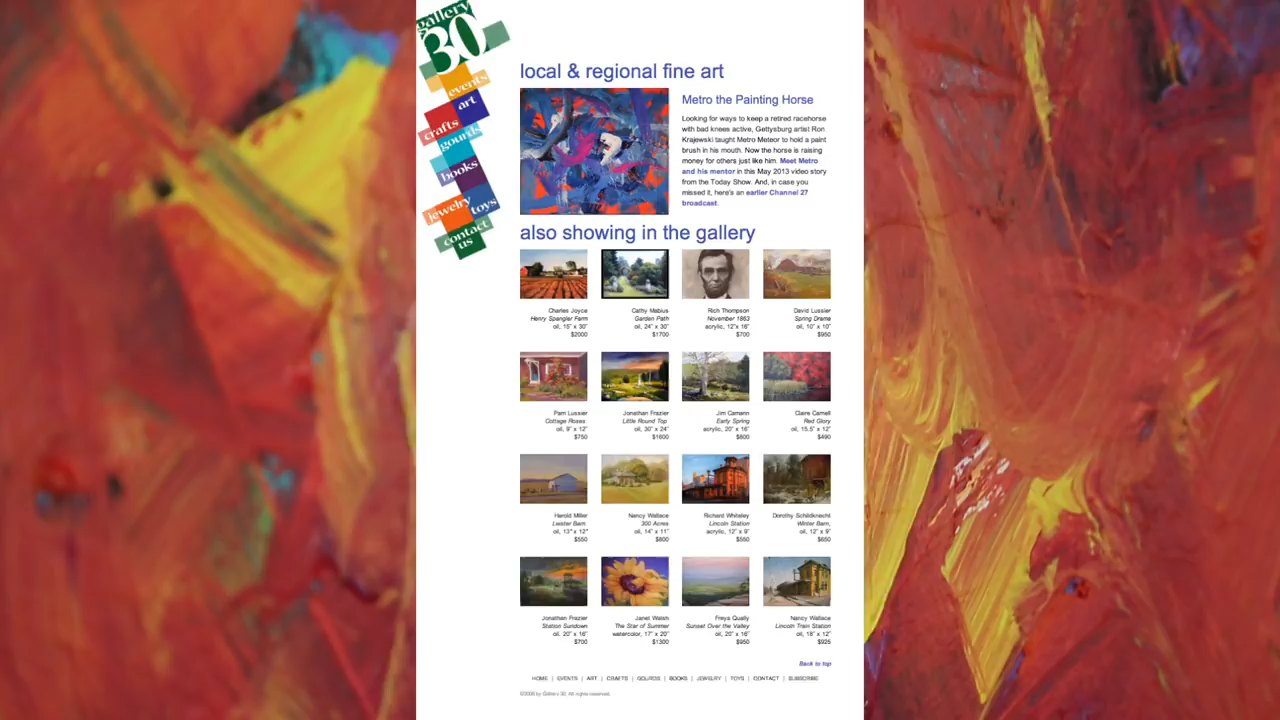 gallery
30
events
art
crafts
gourds
books
jewelry
toys
contact
us
local & regional fine art
Metro the Painting Horse
Looking for ways to keep a retired racehorse
with bad knees active, Gettysburg artist Ron
Krajewski taught Metro Meteor to hold a paint
brush in his mouth. Now the horse is raising
money for others just like him. Meet Metro
and his mentor in this May 2013 video story
from the Today Show. And, in case you
missed it, here's an earlier Channel 27
broadcast.
also showing in the gallery
Charles Joyce
Henry Spangler Farm
oil, 15" x 30"
$2000
Cathy Mabius
Garden Path
oil, 24" x 30"
$1700
Rich Thompson
November 1863
acrylic, 12"x 16"
$700
David Lussier
Spring Drama
oil, 10" x 10"
$950
Pam Lussier
Cottage Roses
oil, 9" x 12"
$750
Jonathan Frazier
Little Round Top
oil, 30" x 24"
$1600
Jim Camann
Early Spring
acrylic, 20" x 16"
$800
Claire Carnell
Red Glory
oil, 15.5" x 12"
$490
Harold Miller
Lwister Barn
oil, 13" x 12"
$550
Nancy Wallace
300 Acres
oil, 14" x 11"
$800
Richard Whiteley
Lincoln Station
acrylic, 12" x 9"
$550
Dorothy Schildknecht
Winter Barn,
oil, 12" x 9"
$650
Jonathan Frazier
Station Sundown
oil, 20" x 16"
$700
Janet Walsh
The Star of Summer
watercolor, 17" x 20"
$1300
Freya Qually
Sunset Over the Valley
oil, 20" x 16"
$950
Nancy Wallace
Lincoln Train Station
oil, 18" x 12"
$925
Back to top
HOME | EVENTS | ART | CRAFTS | GOURDS | BOOKS | JEWELRY | TOYS | CONTACT | SUBSCRIBE
by Gallery 30. All rights reserved.